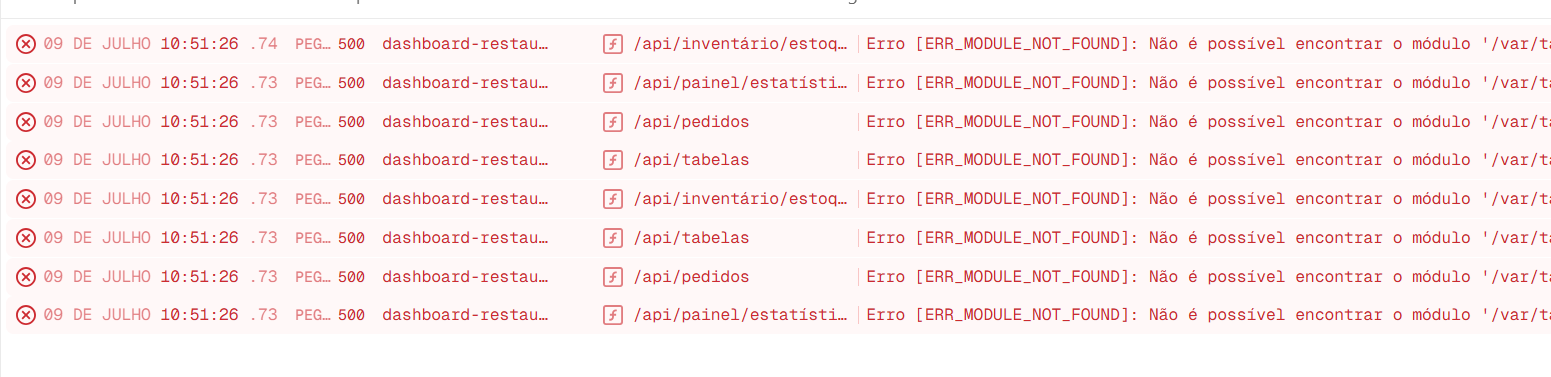 09 DE JULHO 10:51:26 .74 PEG… 500 dashboard-restau… /api/inventário/estoq… Erro [ERR_MODULE_NOT_FOUND]: Não é possível encontrar o módulo '/var/ta
09 DE JULHO 10:51:26 .73 PEG… 500 dashboard-restau… /api/painel/estatísti… Erro [ERR_MODULE_NOT_FOUND]: Não é possível encontrar o módulo '/var/ta
09 DE JULHO 10:51:26 .73 PEG… 500 dashboard-restau… /api/pedidos Erro [ERR_MODULE_NOT_FOUND]: Não é possível encontrar o módulo '/var/ta
09 DE JULHO 10:51:26 .73 PEG… 500 dashboard-restau… /api/tabelas Erro [ERR_MODULE_NOT_FOUND]: Não é possível encontrar o módulo '/var/ta
09 DE JULHO 10:51:26 .73 PEG… 500 dashboard-restau… /api/inventário/estoq… Erro [ERR_MODULE_NOT_FOUND]: Não é possível encontrar o módulo '/var/ta
09 DE JULHO 10:51:26 .73 PEG… 500 dashboard-restau… /api/tabelas Erro [ERR_MODULE_NOT_FOUND]: Não é possível encontrar o módulo '/var/ta
09 DE JULHO 10:51:26 .73 PEG… 500 dashboard-restau… /api/pedidos Erro [ERR_MODULE_NOT_FOUND]: Não é possível encontrar o módulo '/var/ta
09 DE JULHO 10:51:26 .73 PEG… 500 dashboard-restau… /api/painel/estatísti… Erro [ERR_MODULE_NOT_FOUND]: Não é possível encontrar o módulo '/var/ta